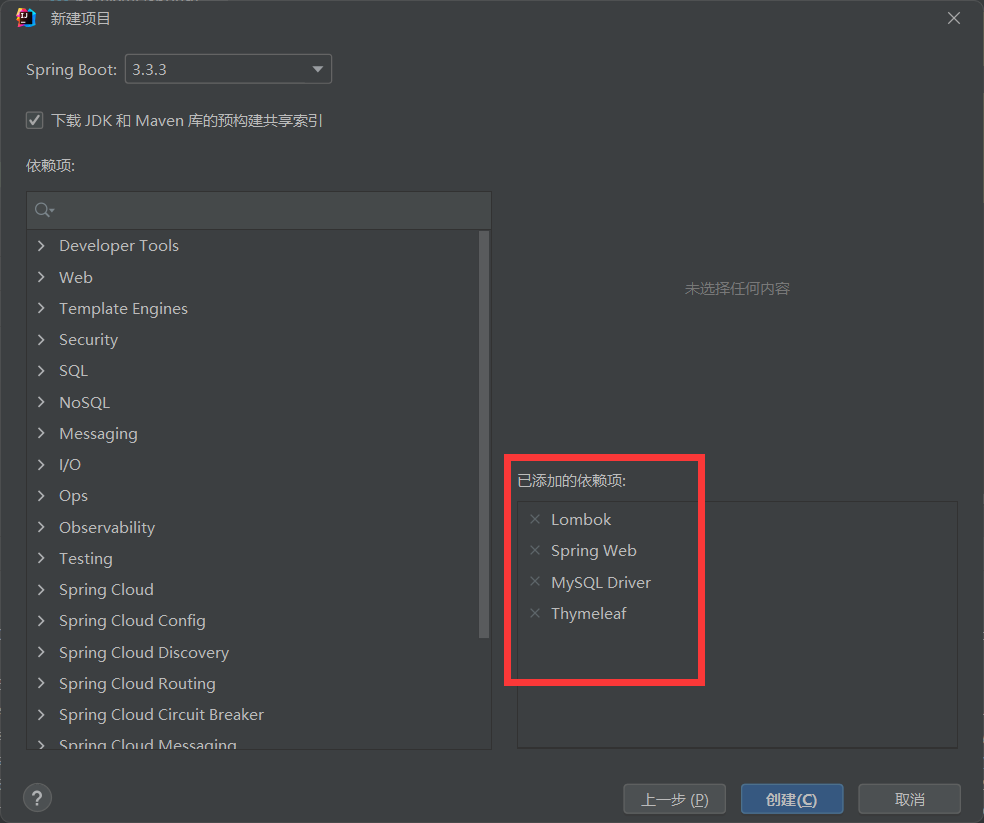 新建项目
Spring Boot: 3.3.3
下载 JDK 和 Maven 库的预构建共享索引
依赖项:
Developer Tools
Web
Template Engines
Security
SQL
NoSQL
Messaging
I/O
Ops
Observability
Testing
Spring Cloud
Spring Cloud Config
Spring Cloud Discovery
Spring Cloud Routing
Spring Cloud Circuit Breaker
Spring Cloud Messaging
未选择任何内容
已添加的依赖项:
Lombok
Spring Web
MySQL Driver
Thymeleaf
? 上一步 (P) 创建(C) 取消